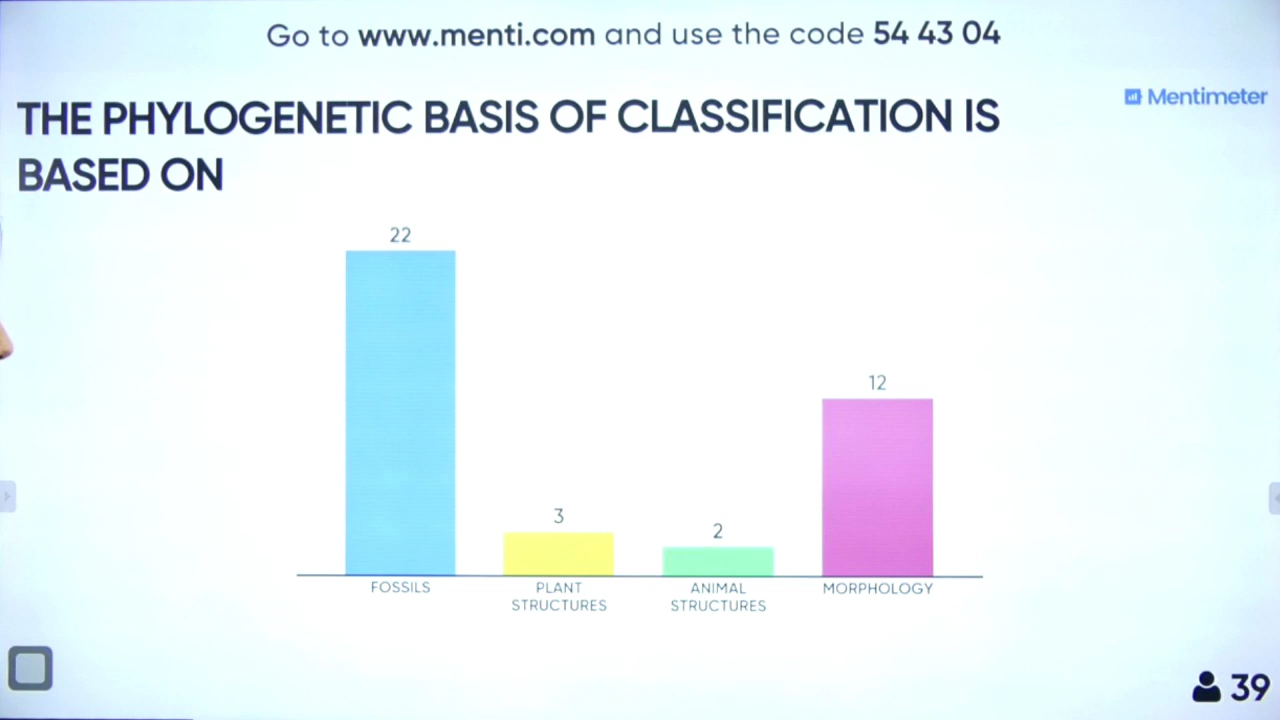 Go to www.menti.com and use the code 54 43 04
Mentimeter
THE PHYLOGENETIC BASIS OF CLASSIFICATION IS
BASED ON
22
3
2
12
FOSSILS
PLANT
STRUCTURES
ANIMAL
STRUCTURES
MORPHOLOGY
39